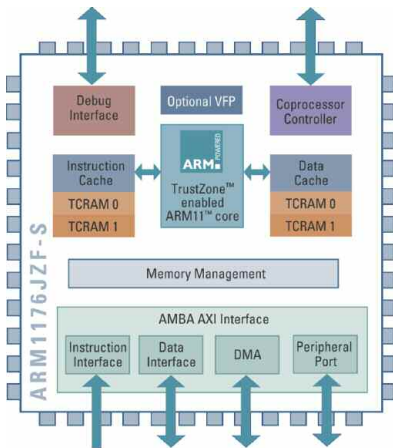 Debug
Interface
Optional VFP
Coprocessor
Controller
ARM POWERED
TrustZone™
enabled
ARM11™ core
Instruction
Cache
TCRAM 0
TCRAM 1
Data
Cache
TCRAM 0
TCRAM 1
Memory Management
AMBA AXI Interface
Instruction
Interface
Data
Interface
DMA
Peripheral
Port
ARM1176JZF-S